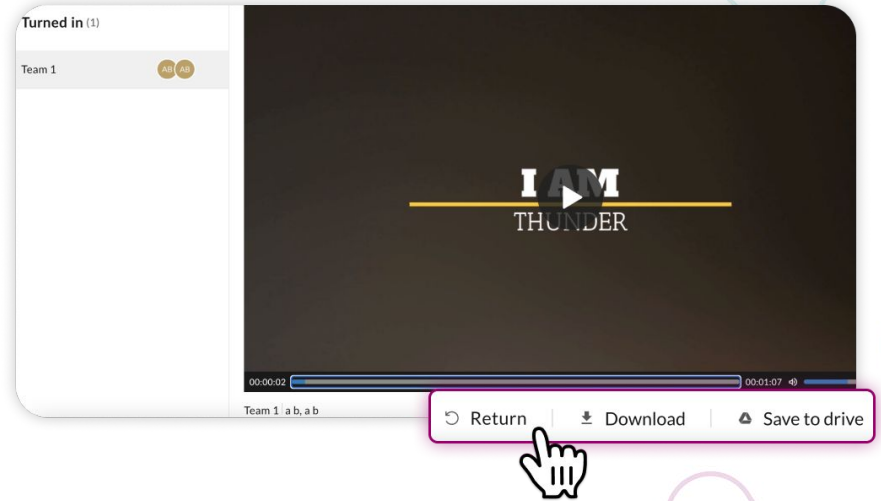 Turned in (1)
Team 1 AB AB
I AM
THUNDER
00:00:02 00:01:07
Team 1 a b, a b
Return Download Save to drive